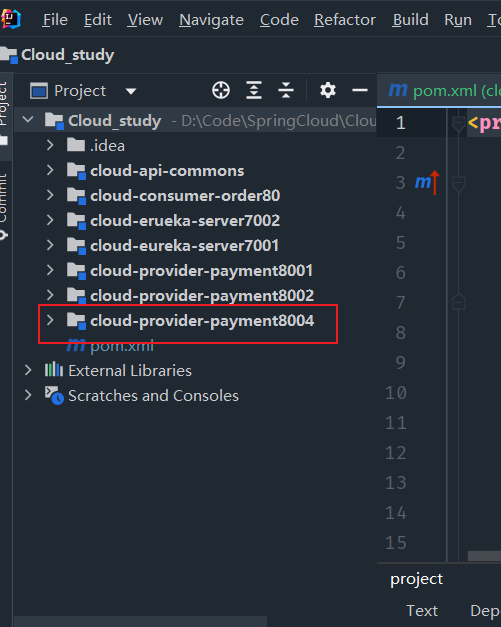 File Edit View Navigate Code Refactor Build Run
Cloud_study
Project
Project
Commit
pom.xml (
Cloud_study - D:\Code\SpringCloud\Clou
.idea
cloud-api-commons
cloud-consumer-order80
cloud-erueka-server7002
cloud-eureka-server7001
cloud-provider-payment8001
cloud-provider-payment8002
cloud-provider-payment8004
m pom.xml
External Libraries
Scratches and Consoles
m
1 <pr
2
3 m
4
5
6
7
8
9
10
11
12
13
14
15
project
Text Dep